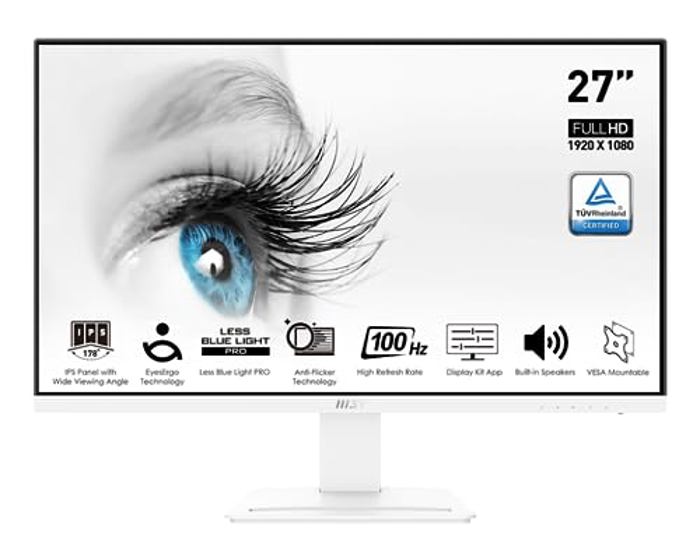 27”
FULL HD
1920 X 1080
TÜVRheinland®
CERTIFIED
IPS
178°
IPS Panel with
Wide Viewing Angle
EyesErgo
Technology
LESS
BLUE LIGHT
PRO
Less Blue Light PRO
Anti-Flicker
Technology
100Hz
High Refresh Rate
Display Kit App
Built-in Speakers
VESA Mountable
msi